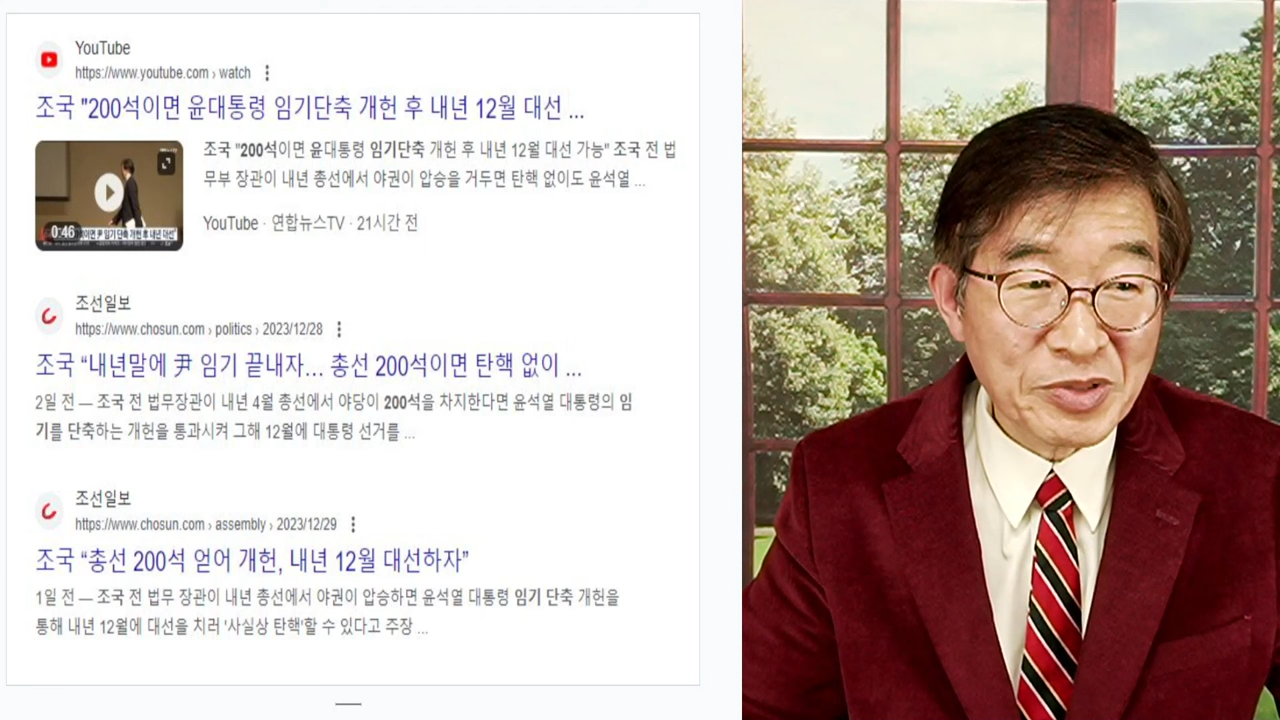 YouTube
https://www.youtube.com › watch
조국 "200석이면 윤대통령 임기단축 개헌 후 내년 12월 대선 ...
조국 "200석이면 윤대통령 임기단축 개헌 후 내년 12월 대선 가능" 조국 전 법
무부 장관이 내년 총선에서 야권이 압승을 거두면 탄핵 없이도 윤석열 ...
0:46
이면 尹 임기 단축 개헌 후 내년 대선"
YouTube · 연합뉴스TV · 21시간 전
조선일보
https://www.chosun.com › politics › 2023/12/28
조국 “내년말에 尹 임기 끝내자... 총선 200석이면 탄핵 없이 ...
2일 전 — 조국 전 법무장관이 내년 4월 총선에서 야당이 200석을 차지한다면 윤석열 대통령의 임
기를 단축하는 개헌을 통과시켜 그해 12월에 대통령 선거를 ...
조선일보
https://www.chosun.com › assembly › 2023/12/29
조국 “총선 200석 얻어 개헌, 내년 12월 대선하자”
1일 전 — 조국 전 법무 장관이 내년 총선에서 야권이 압승하면 윤석열 대통령 임기 단축 개헌을
통해 내년 12월에 대선을 치러 '사실상 탄핵'할 수 있다고 주장 ...